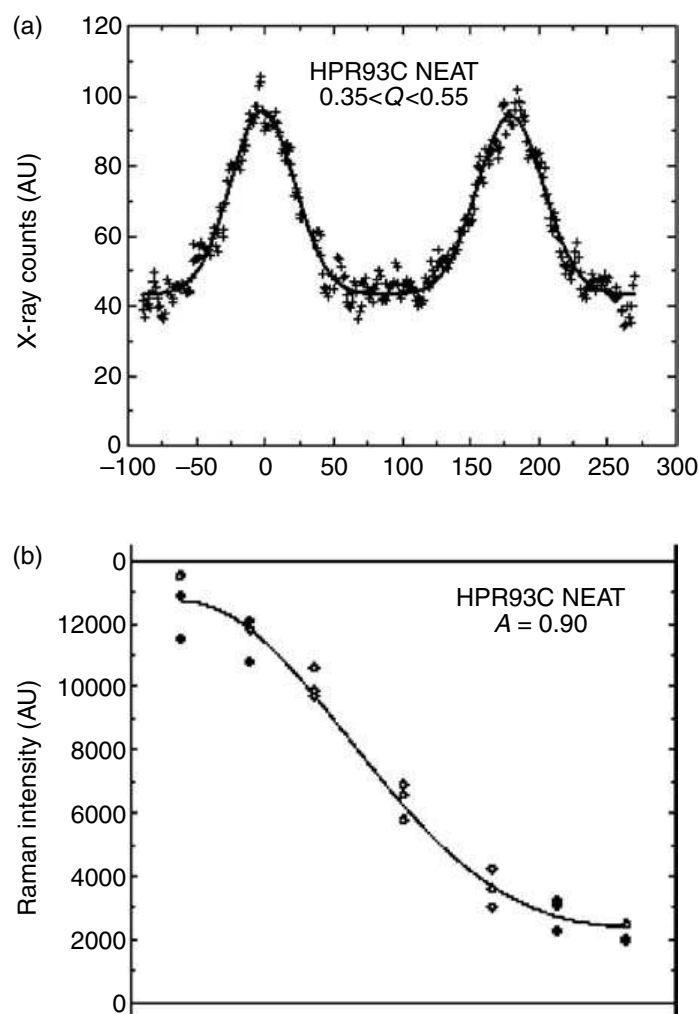 (a)
120
100
80
60
40
20
0
X-ray counts (AU)
HPR93C NEAT
0.35<Q<0.55
−100 −50 0 50 100 150 200 250 300
(b)
0
12000
10000
8000
6000
4000
2000
0
Raman intensity (AU)
HPR93C NEAT
A = 0.90